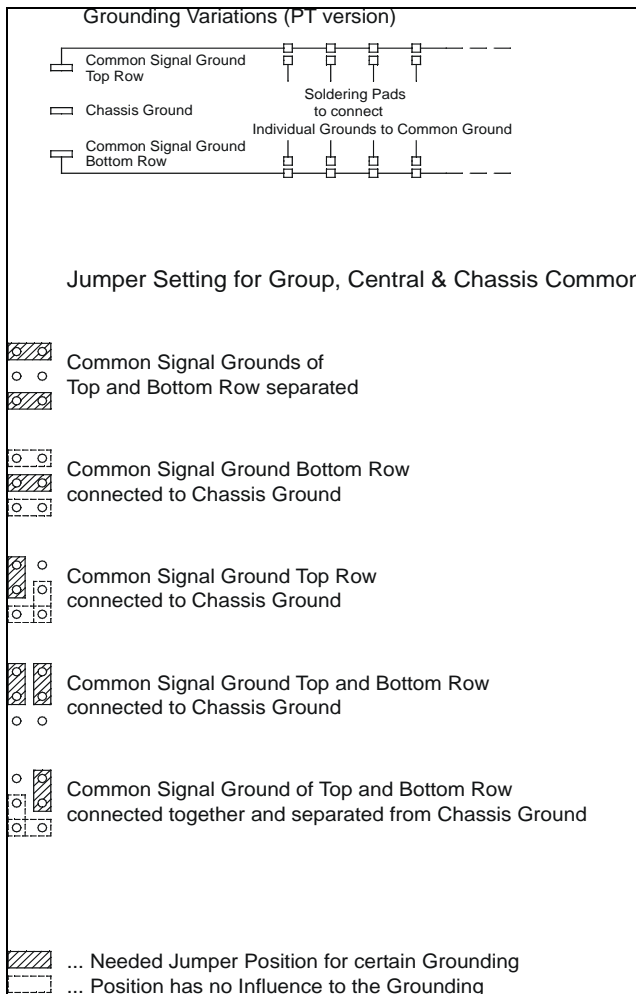 Grounding Variations (PT version)
Common Signal Ground
Top Row
Soldering Pads
to connect
Chassis Ground
Individual Grounds to Common Ground
Common Signal Ground
Bottom Row
Jumper Setting for Group, Central & Chassis Common
Common Signal Grounds of
Top and Bottom Row separated
Common Signal Ground Bottom Row
connected to Chassis Ground
Common Signal Ground Top Row
connected to Chassis Ground
Common Signal Ground Top and Bottom Row
connected to Chassis Ground
Common Signal Ground of Top and Bottom Row
connected together and separated from Chassis Ground
... Needed Jumper Position for certain Grounding
... Position has no Influence to the Grounding